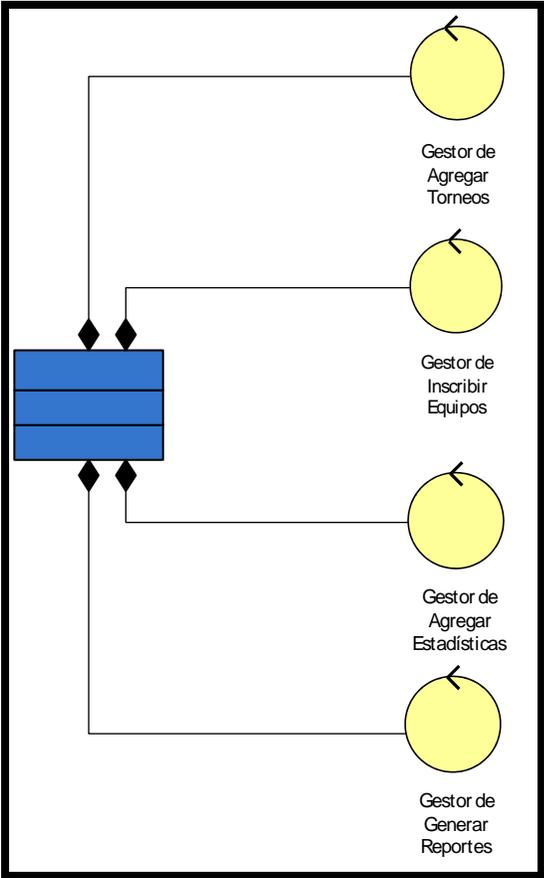 Gestor de
Agregar
Torneos
Gestor de
Inscribir
Equipos
Gestor de
Agregar
Estadísticas
Gestor de
Generar
Reportes